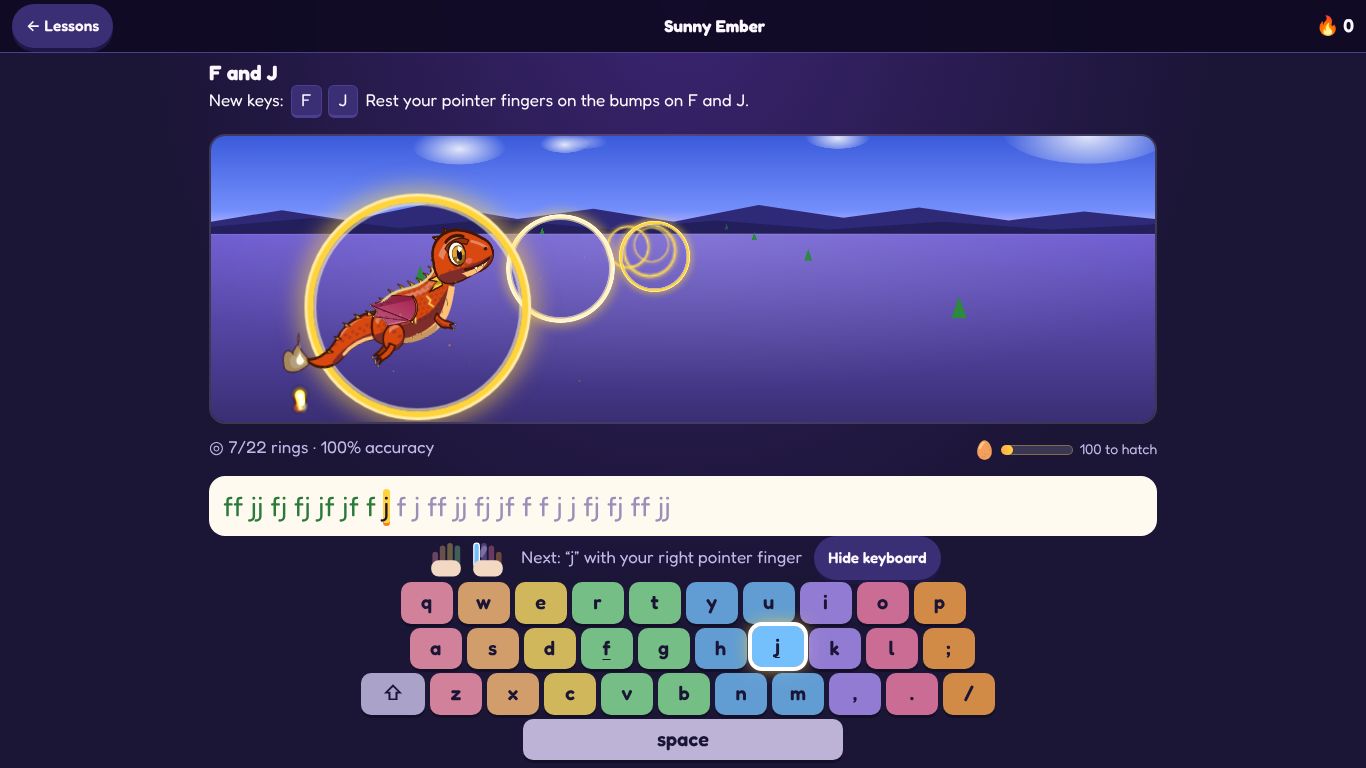 ← Lessons
Sunny Ember
🔥 0
F and J
New keys: F J Rest your pointer fingers on the bumps on F and J.
◎ 7/22 rings · 100% accuracy
100 to hatch
ff jj fj fj jf jf f j f j ff jj fj jf f f j j fj fj ff jj
Next: “j” with your right pointer finger
Hide keyboard
q w e r t y u i o p
a s d f g h j k l ;
⇧ z x c v b n m , . /
space